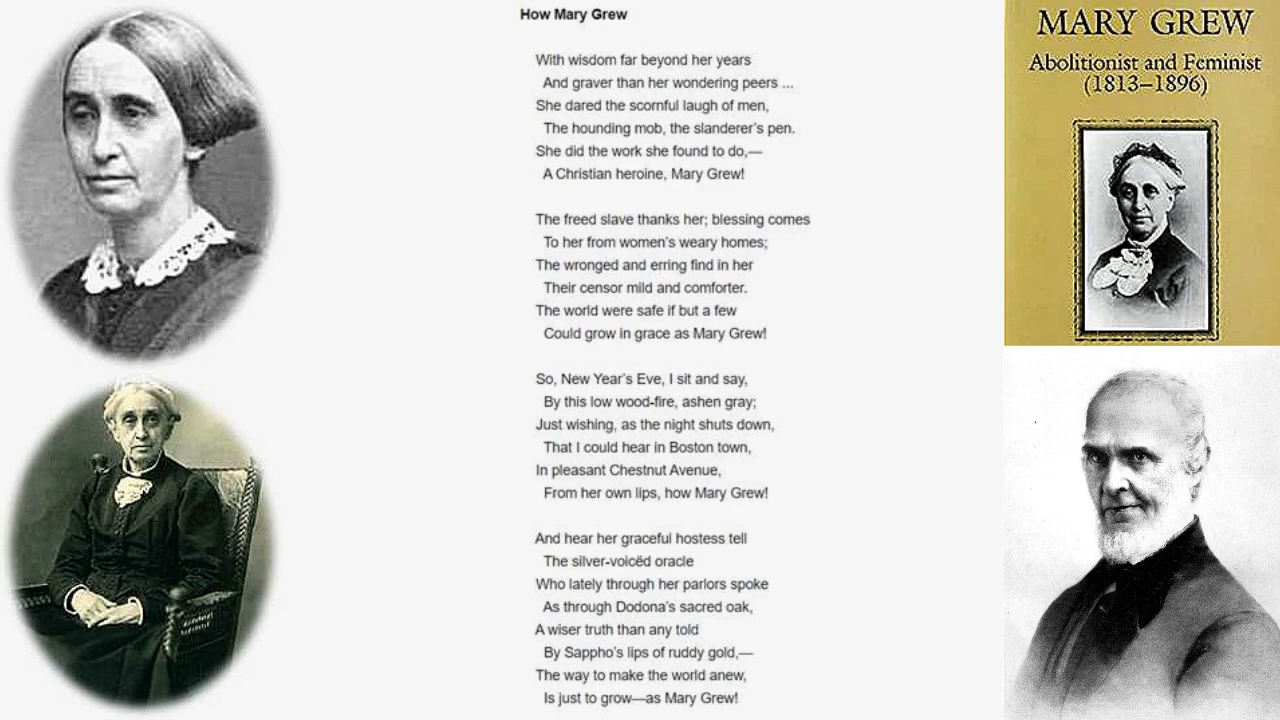 How Mary Grew
With wisdom far beyond her years
And graver than her wondering peers ...
She dared the scornful laugh of men,
The hounding mob, the slanderer's pen.
She did the work she found to do,—
A Christian heroine, Mary Grew!
The freed slave thanks her; blessing comes
To her from women's weary homes;
The wronged and erring find in her
Their censor mild and comforter.
The world were safe if but a few
Could grow in grace as Mary Grew!
So, New Year's Eve, I sit and say,
By this low wood-fire, ashen gray;
Just wishing, as the night shuts down,
That I could hear in Boston town,
In pleasant Chestnut Avenue,
From her own lips, how Mary Grew!
And hear her graceful hostess tell
The silver-voicëd oracle
Who lately through her parlors spoke
As through Dodona's sacred oak,
A wiser truth than any told
By Sappho's lips of ruddy gold,—
The way to make the world anew,
Is just to grow—as Mary Grew!
MARY GREW
Abolitionist and Feminist
(1813–1896)